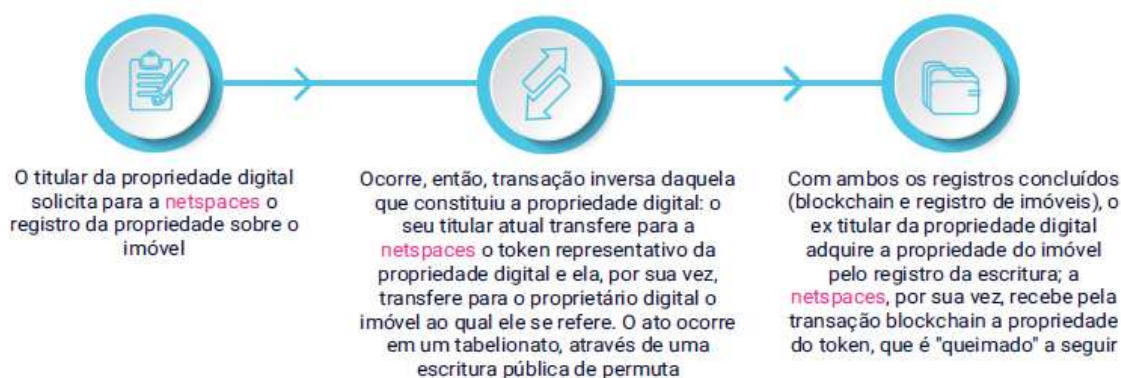 O titular da propriedade digital
solicita para a netspaces o
registro da propriedade sobre o
imóvel
Ocorre, então, transação inversa daquela
que constituiu a propriedade digital: o
seu titular atual transfere para a
netspaces o token representativo da
propriedade digital e ela, por sua vez,
transfere para o proprietário digital o
imóvel ao qual ele se refere. O ato ocorre
em um tabelionato, através de uma
escritura pública de permuta
Com ambos os registros concluídos
(blockchain e registro de imóveis), o
ex titular da propriedade digital
adquire a propriedade do imóvel
pelo registro da escritura; a
netspaces, por sua vez, recebe pela
transação blockchain a propriedade
do token, que é "queimado" a seguir